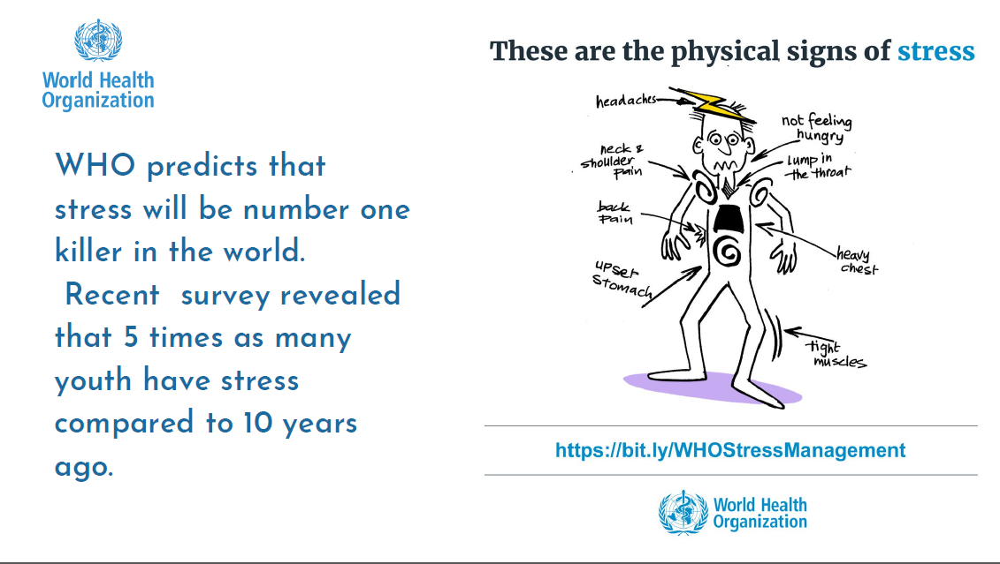 World Health
Organization
WHO predicts that
stress will be number one
killer in the world.
Recent survey revealed
that 5 times as many
youth have stress
compared to 10 years
ago.
These are the physical signs of stress
headaches
not feeling
hungry
neck &
shoulder
pain
lump in
the throat
back
pain
heavy
chest
upset
stomach
tight
muscles
https://bit.ly/WHOStressManagement
World Health
Organization